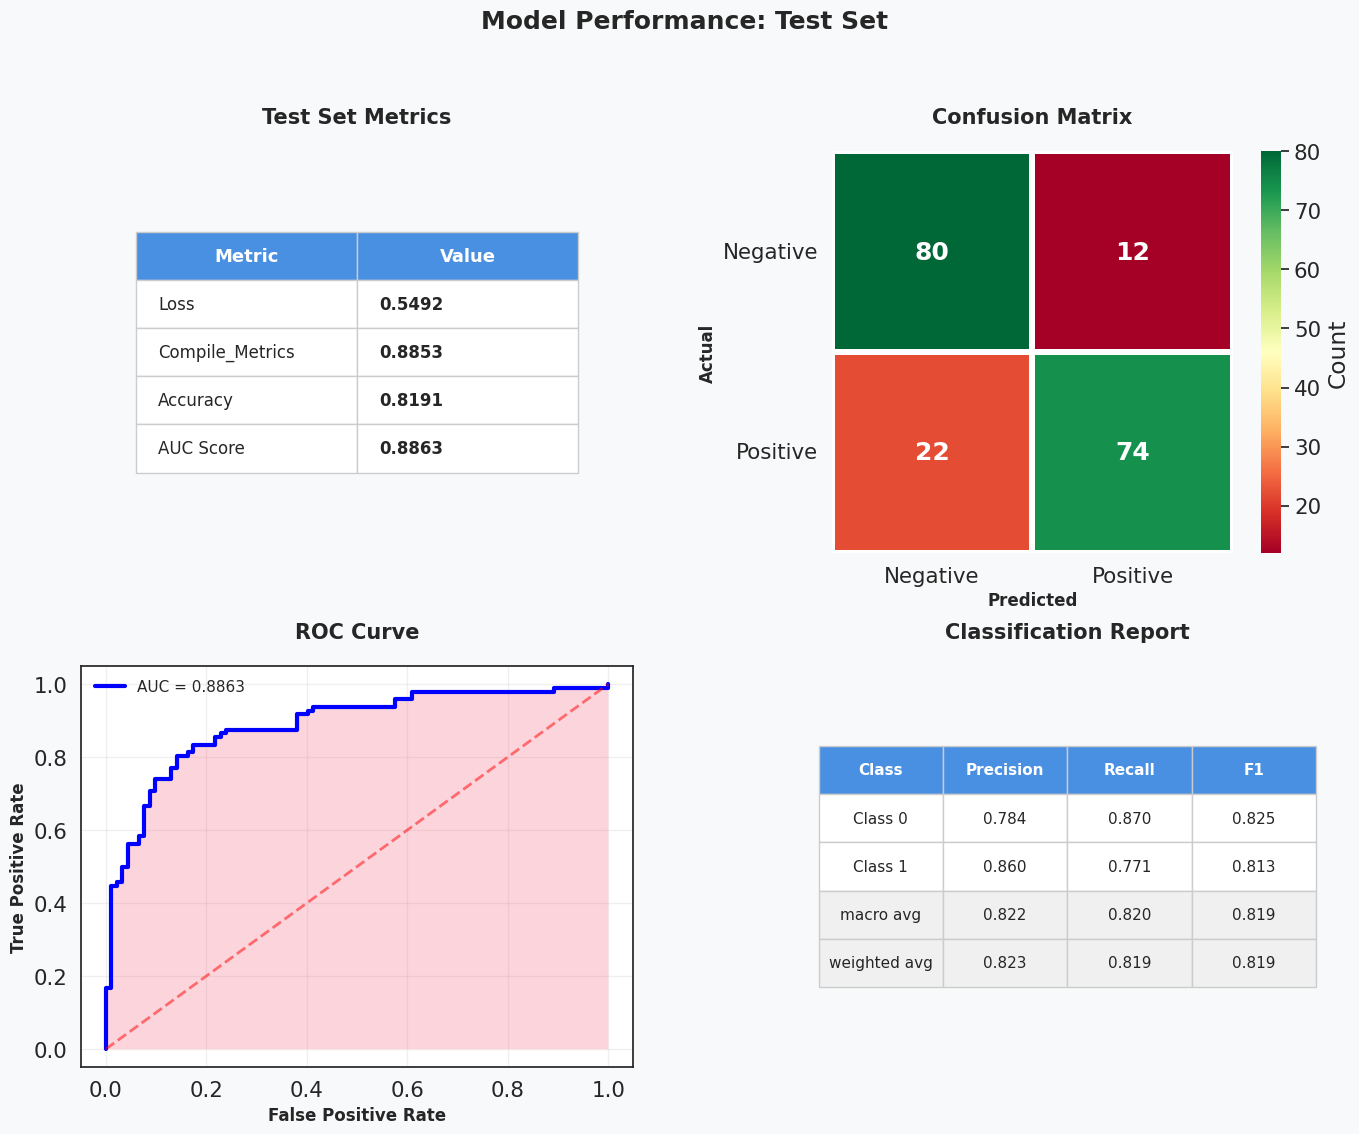 Model Performance: Test Set
Test Set Metrics
Metric Value
Loss 0.5492
Compile_Metrics 0.8853
Accuracy 0.8191
AUC Score 0.8863
Confusion Matrix
Actual
Negative 80 12
Positive 22 74
Negative Positive
Predicted
80
70
60
50
40
30
20
Count
ROC Curve
AUC = 0.8863
True Positive Rate
1.0
0.8
0.6
0.4
0.2
0.0
0.0 0.2 0.4 0.6 0.8 1.0
False Positive Rate
Classification Report
Class Precision Recall F1
Class 0 0.784 0.870 0.825
Class 1 0.860 0.771 0.813
macro avg 0.822 0.820 0.819
weighted avg 0.823 0.819 0.819